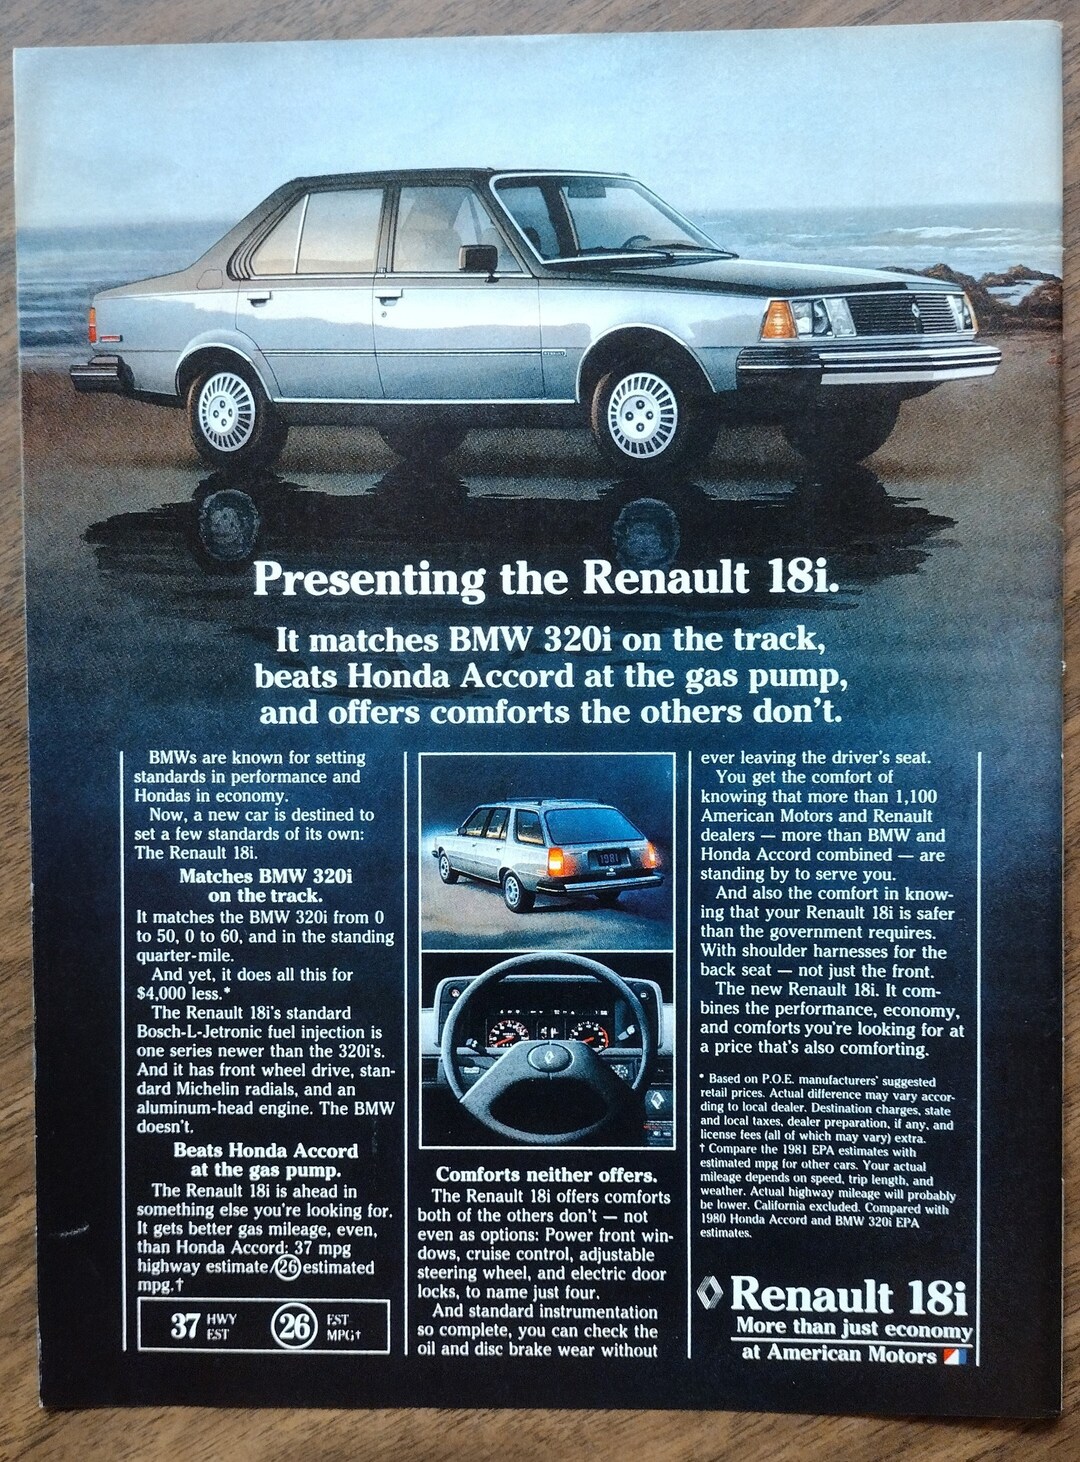 Presenting the Renault 18i.
It matches BMW 320i on the track,
beats Honda Accord at the gas pump,
and offers comforts the others don't.
BMWs are known for setting
standards in performance and
Hondas in economy.
Now, a new car is destined to
set a few standards of its own:
The Renault 18i.
Matches BMW 320i
on the track.
It matches the BMW 320i from 0
to 50, 0 to 60, and in the standing
quarter-mile.
And yet, it does all this for
$4,000 less.*
The Renault 18i's standard
Bosch-L-Jetronic fuel injection is
one series newer than the 320i's.
And it has front wheel drive, stan-
dard Michelin radials, and an
aluminum-head engine. The BMW
doesn't.
Beats Honda Accord
at the gas pump.
The Renault 18i is ahead in
something else you're looking for.
It gets better gas mileage, even,
than Honda Accord: 37 mpg
highway estimate/26 estimated
mpg.†
37 HWY EST 26 EST MPG†
1981
Comforts neither offers.
The Renault 18i offers comforts
both of the others don't — not
even as options: Power front win-
dows, cruise control, adjustable
steering wheel, and electric door
locks, to name just four.
And standard instrumentation
so complete, you can check the
oil and disc brake wear without
ever leaving the driver's seat.
You get the comfort of
knowing that more than 1,100
American Motors and Renault
dealers — more than BMW and
Honda Accord combined — are
standing by to serve you.
And also the comfort in know-
ing that your Renault 18i is safer
than the government requires.
With shoulder harnesses for the
back seat — not just the front.
The new Renault 18i. It com-
bines the performance, economy,
and comforts you're looking for at
a price that's also comforting.
* Based on P.O.E. manufacturers' suggested
retail prices. Actual difference may vary accor-
ding to local dealer. Destination charges, state
and local taxes, dealer preparation, if any, and
license fees (all of which may vary) extra.
† Compare the 1981 EPA estimates with
estimated mpg for other cars. Your actual
mileage depends on speed, trip length, and
weather. Actual highway mileage will probably
be lower. California excluded. Compared with
1980 Honda Accord and BMW 320i EPA
estimates.
Renault 18i
More than just economy
at American Motors